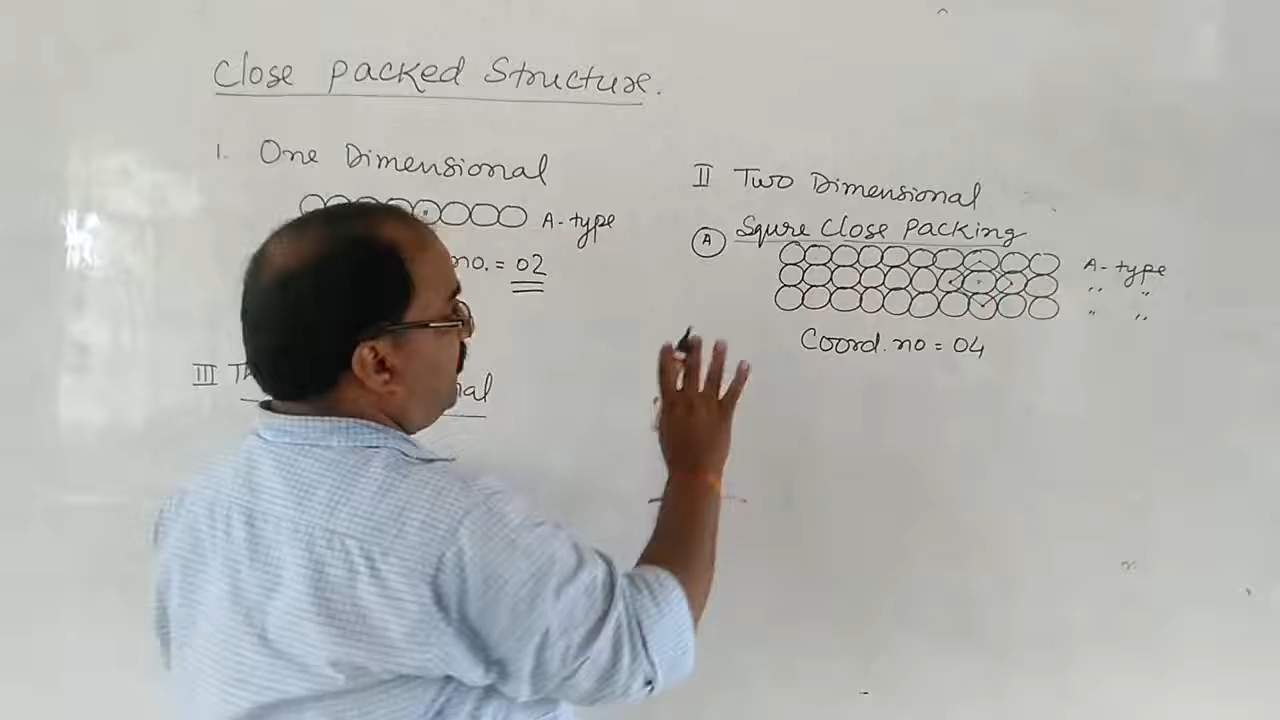 Close Packed Structure.
1. One Dimensional
A-type
no. = 02
II Two Dimensional
A Squre Close Packing
A-type
" "
" "
Coord. no = 04
III